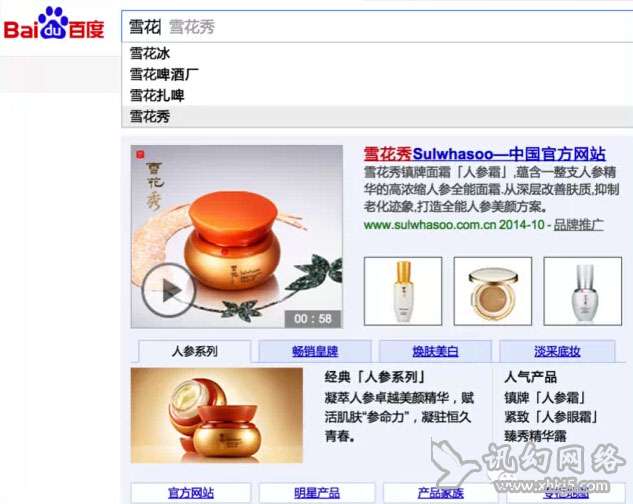 Bai du 百度
雪花 雪花秀
雪花冰
雪花啤酒厂
雪花扎啤
雪花秀
雪花秀
雪花秀Sulwhasoo—中国官方网站
雪花秀镇牌面霜「人参霜」,蕴含一整支人参精
华的高浓缩人参全能面霜.从深层改善肤质,抑制
老化迹象,打造全能人参美颜方案。
www.sulwhasoo.com.cn 2014-10 - 品牌推广
00 : 58
人参系列
畅销皇牌
焕肤美白
淡采底妆
经典「人参系列」
凝萃人参卓越美颜精华，赋
活肌肤“参命力”，凝驻恒久
青春。
人气产品
镇牌「人参霜」
紧致「人参眼霜」
臻秀精华露
官方网站
明星产品
产品家族
讯幻网络
www.xhkj5.com